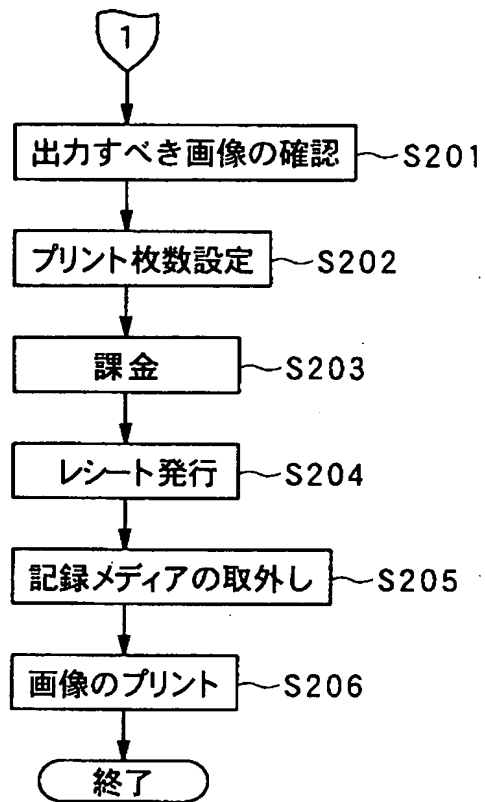 1
出力すべき画像の確認 S201
プリント枚数設定 S202
課金 S203
レシート発行 S204
記録メディアの取外し S205
画像のプリント S206
終了